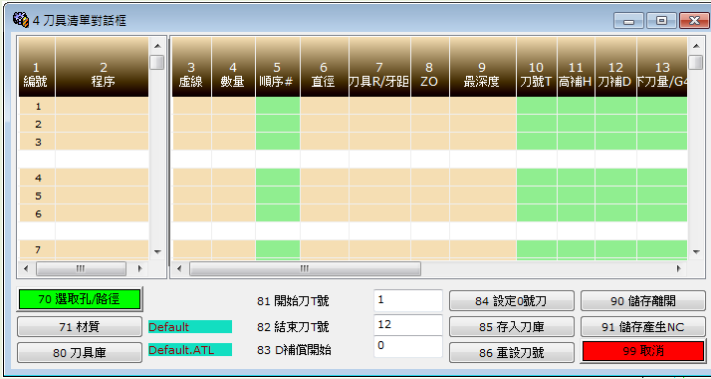 4 刀具清單對話框
1 2 3 4 5 6 7 8 9 10 11 12 13
編號 程序 虛線 數量 順序# 直徑 刀具R/牙距 ZO 最深度 刀號T 高補H 刀補D 下刀量/G4
1
2
3
4
5
6
7
70 選取孔/路徑 81 開始刀T號 1 84 設定0號刀 90 儲存離開
71 材質 Default 82 結束刀T號 12 85 存入刀庫 91 儲存產生NC
80 刀具庫 Default.ATL 83 D補償開始 0 86 重設刀號 99 取消